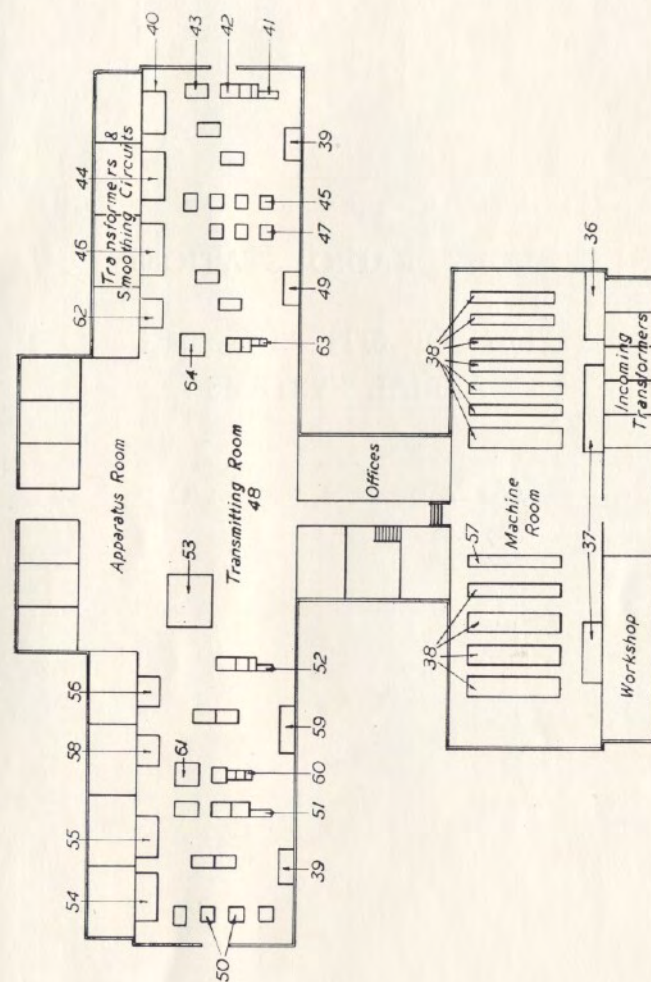 54 55 58 56 62 46 44 40 43 42 41
Transformers &
Smoothing Circuits
Apparatus Room
61 53 64
Transmitting Room
48
50
39 51 60 59 52 63 49 47 45 39
Offices
38 38
57
Machine
Room
37 36
Workshop
Incoming
Transformers